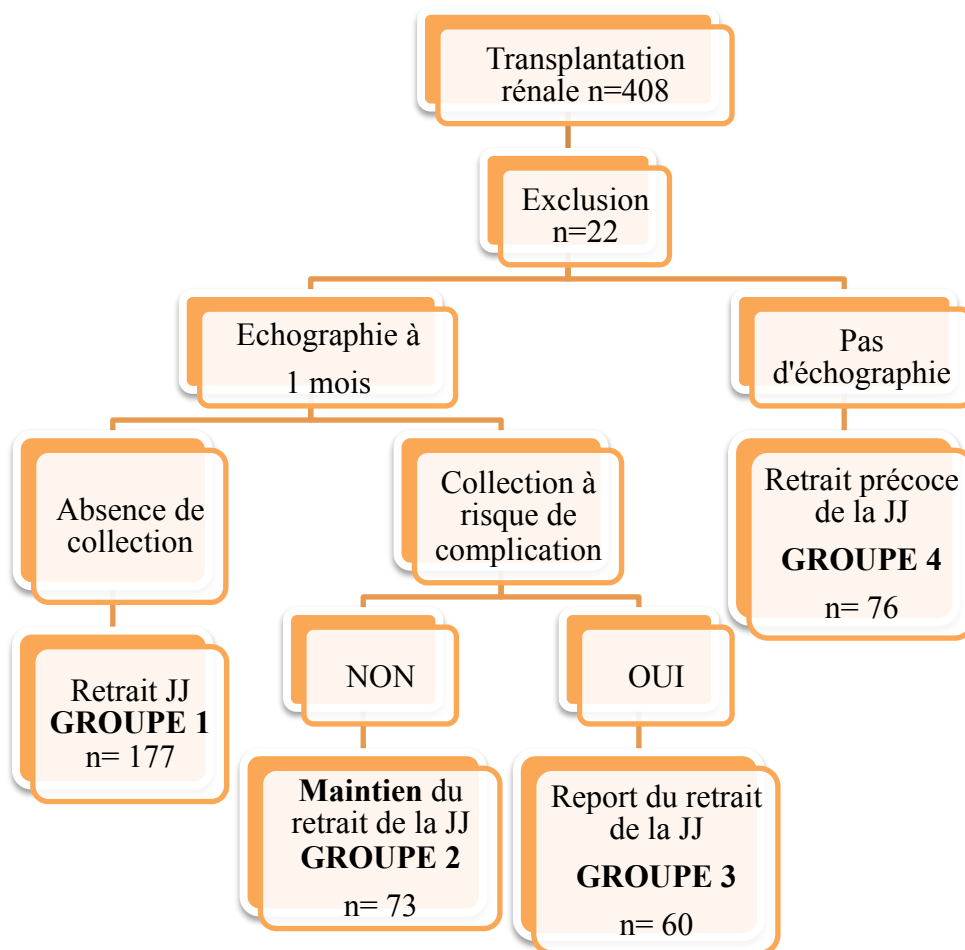 Transplantation
rénale n=408
Exclusion
n=22
Echographie à
1 mois
Pas
d'échographie
Absence de
collection
Collection à
risque de
complication
Retrait précoce
de la JJ
GROUPE 4
n= 76
Retrait JJ
GROUPE 1
n= 177
NON
OUI
Maintien du
retrait de la JJ
GROUPE 2
n= 73
Report du retrait
de la JJ
GROUPE 3
n= 60